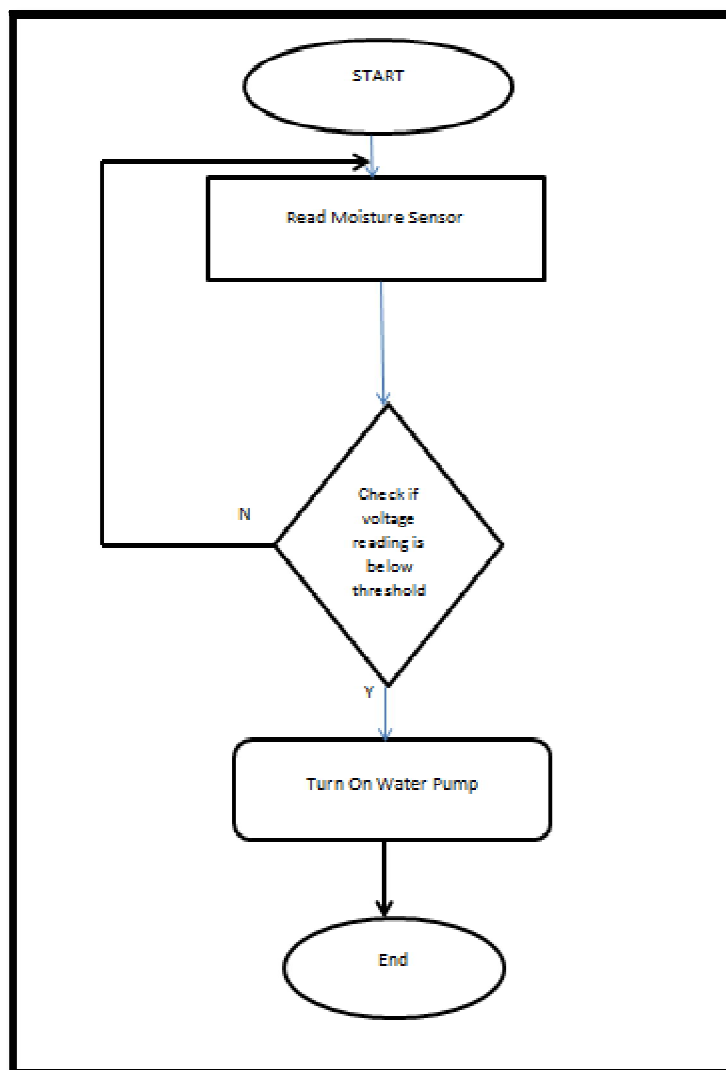 START
Read Moisture Sensor
Check if
voltage
reading is
below
threshold
N
Y
Turn On Water Pump
End